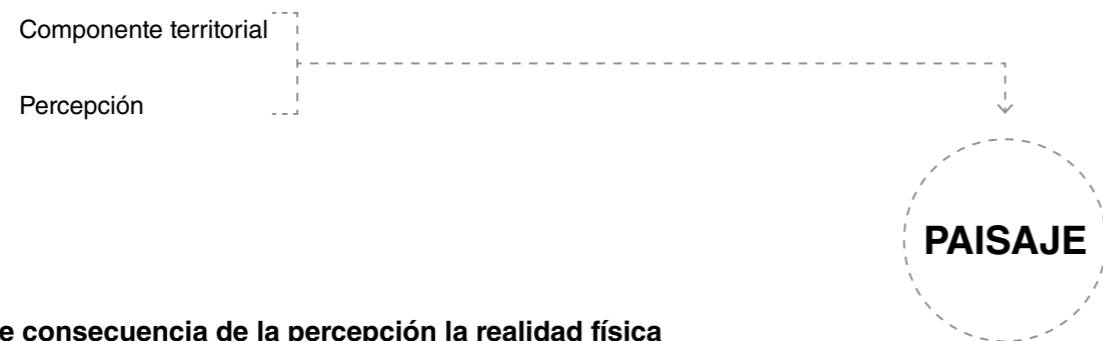 Componente territorial
Percepción
PAISAJE
e consecuencia de la percepción la realidad física